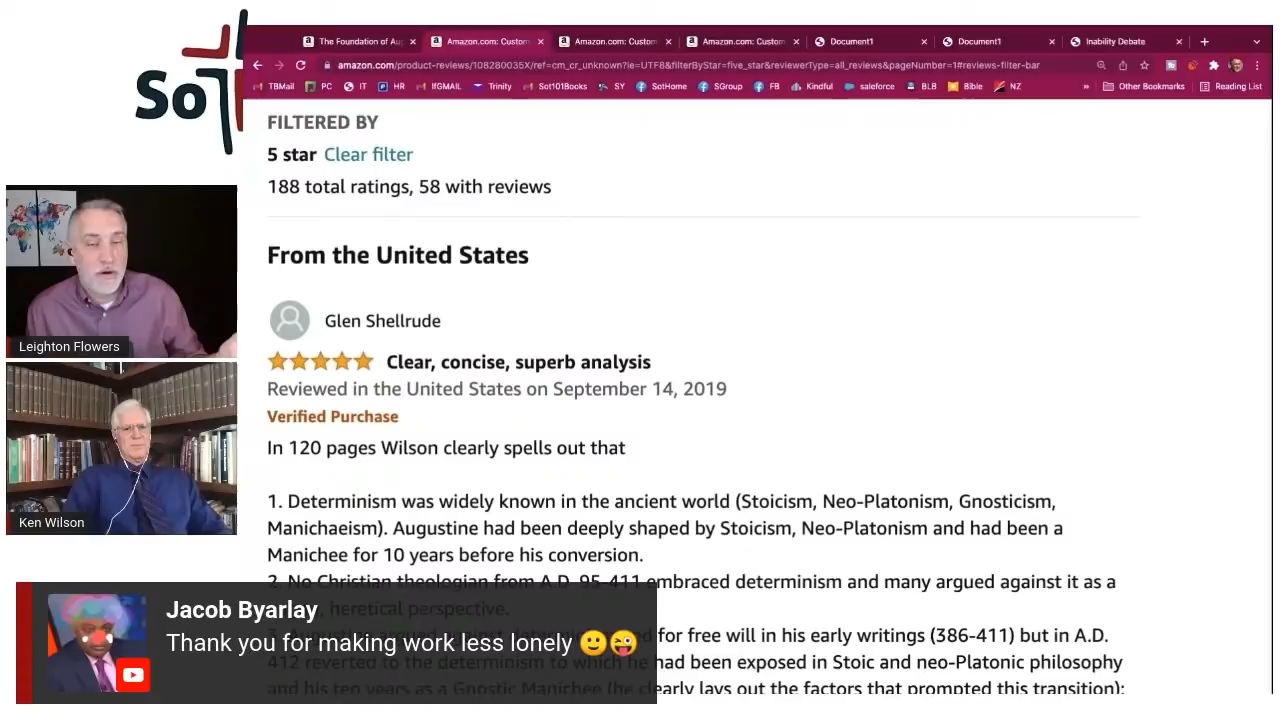 SoT
The Foundation of Aug
Amazon.com: Custom
Amazon.com: Custom
Amazon.com: Custom
Document1
Document1
Inability Debate
amazon.com/product-reviews/108280035X/ref=cm_cr_unknown?ie=UTF8&filterByStar=five_star&reviewerType=all_reviews&pageNumber=1#reviews-filter-bar
TBMail PC IT HR IfGMAIL Trinity Sot101Books SY SotHome SGroup FB Kindful saleforce BLB Bible NZ » Other Bookmarks Reading List
FILTERED BY
5 star Clear filter
188 total ratings, 58 with reviews
From the United States
Glen Shellrude
Clear, concise, superb analysis
Reviewed in the United States on September 14, 2019
Verified Purchase
In 120 pages Wilson clearly spells out that
1. Determinism was widely known in the ancient world (Stoicism, Neo-Platonism, Gnosticism,
Manichaeism). Augustine had been deeply shaped by Stoicism, Neo-Platonism and had been a
Manichee for 10 years before his conversion.
2. No Christian theologian from A.D. 95-411 embraced determinism and many argued against it as a
heretical perspective.
for free will in his early writings (386-411) but in A.D.
412 reverted to the determinism to which he had been exposed in Stoic and neo-Platonic philosophy
and his ten years as a Gnostic Manichee (he clearly lays out the factors that prompted this transition);
Leighton Flowers
Ken Wilson
Jacob Byarlay
Thank you for making work less lonely 🙂😜